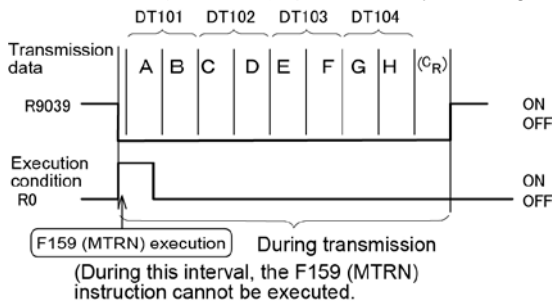 DT101 DT102 DT103 DT104
Transmission
data
A B C D E F G H (CR)
R9039
ON
OFF
Execution
condition
R0
ON
OFF
F159 (MTRN) execution
During transmission
(During this interval, the F159 (MTRN)
instruction cannot be executed.